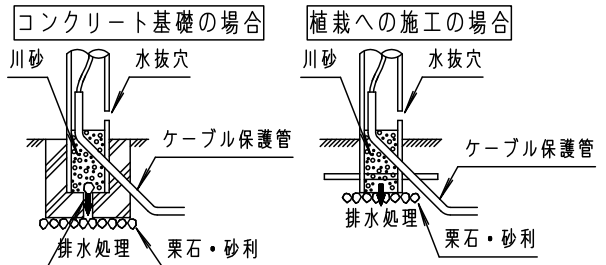 コンクリート基礎の場合
川砂
水抜穴
ケーブル保護管
排水処理
栗石・砂利
植栽への施工の場合
川砂
水抜穴
ケーブル保護管
排水処理
栗石・砂利